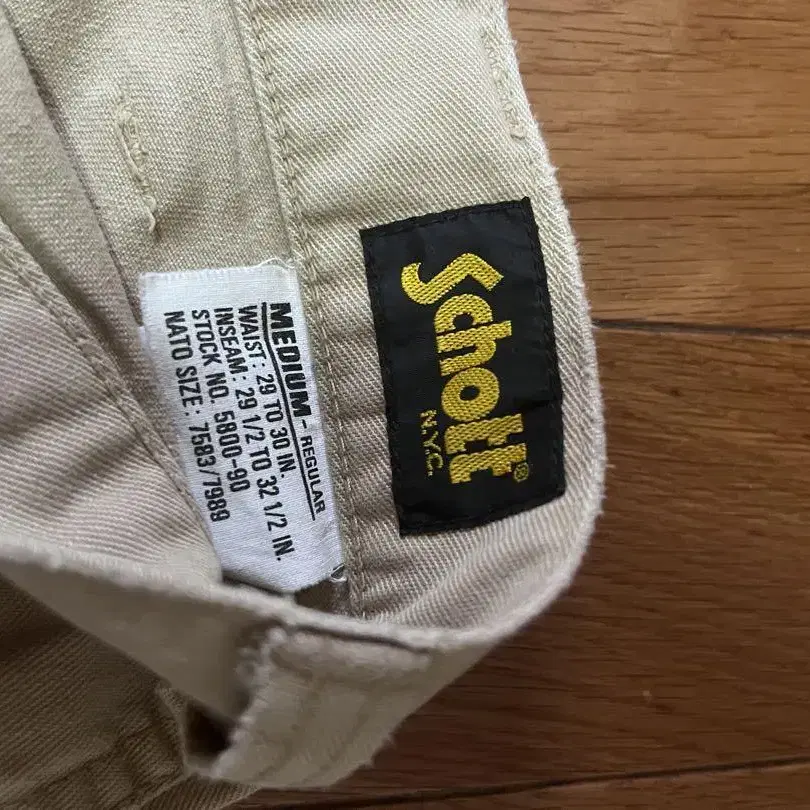 MEDIUM- REGULAR
WAIST: 29 TO 30 IN.
INSEAM: 29 1/2 TO 32 1/2 IN.
STOCK NO. 5800-90
NATO SIZE: 7583/7989
Schott®
N.Y.C.